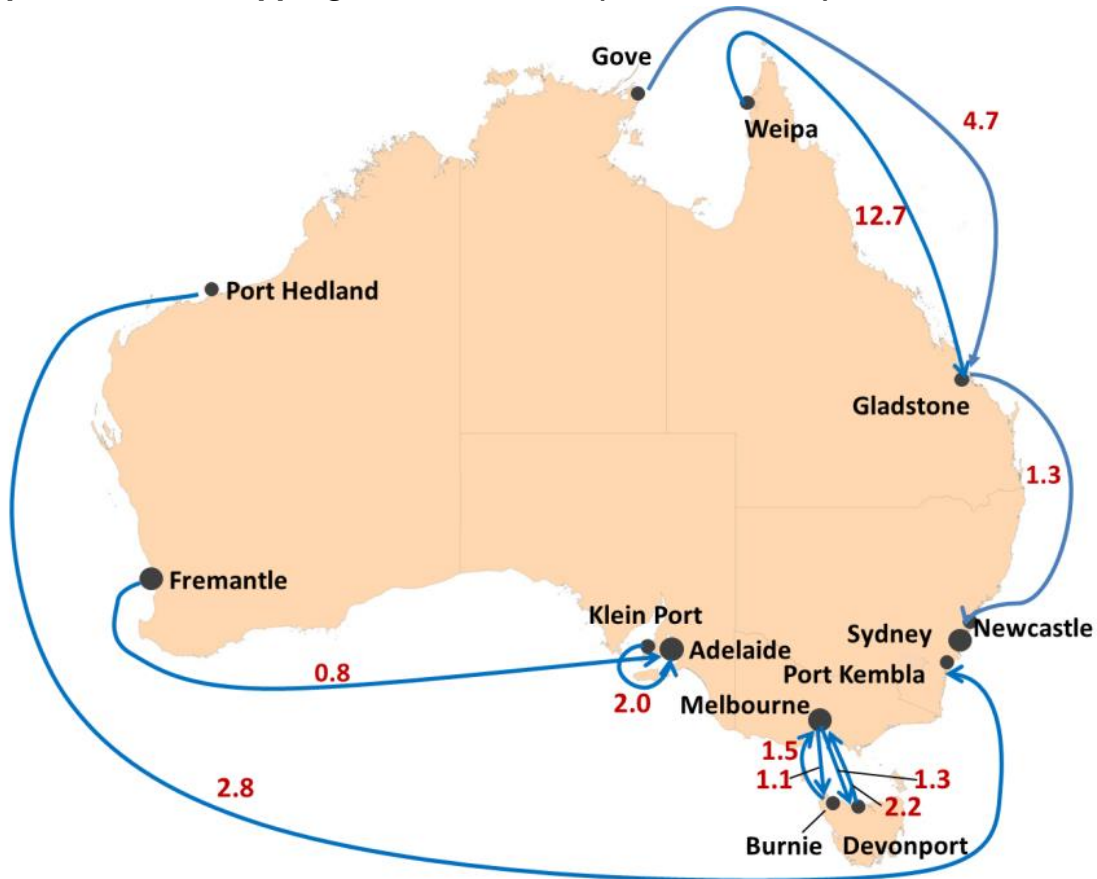 Gove
Weipa
4.7
12.7
Port Hedland
Gladstone
1.3
Fremantle
Klein Port
Sydney
Newcastle
Adelaide
Port Kembla
0.8
2.0
Melbourne
1.5
1.1
1.3
2.8
2.2
Burnie
Devonport